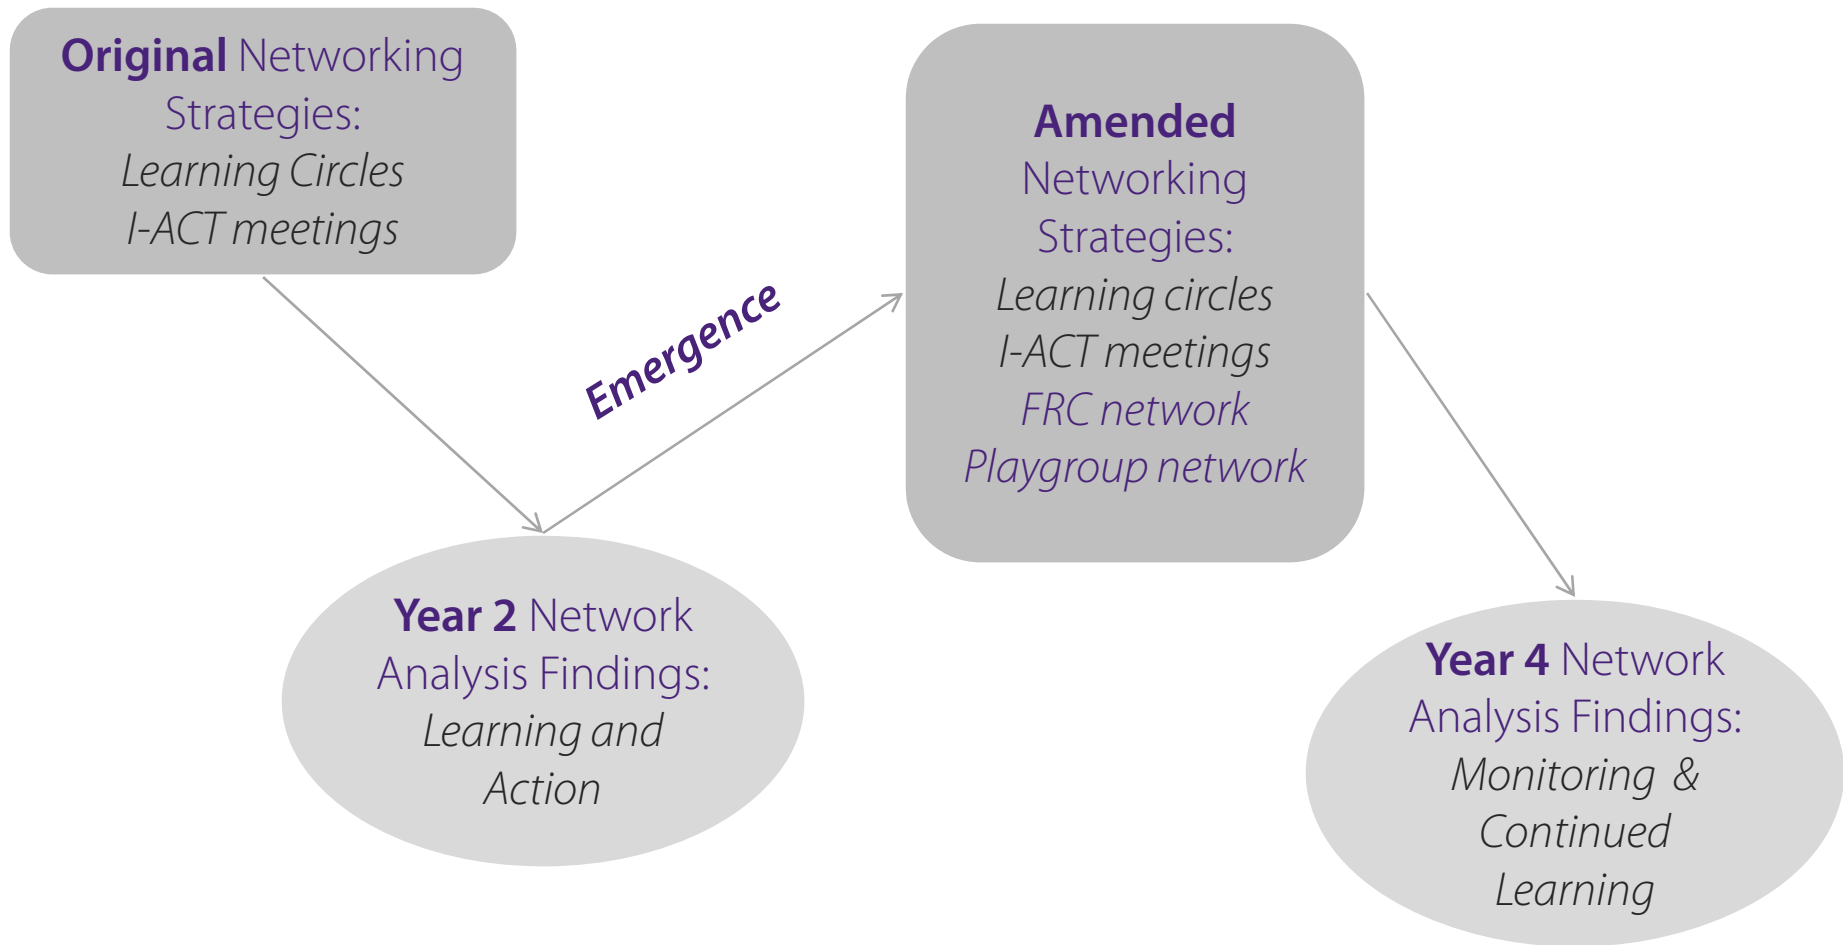 Original Networking
Strategies:
Learning Circles
I-ACT meetings
Emergence
Amended
Networking
Strategies:
Learning circles
I-ACT meetings
FRC network
Playgroup network
Year 2 Network
Analysis Findings:
Learning and
Action
Year 4 Network
Analysis Findings:
Monitoring &
Continued
Learning